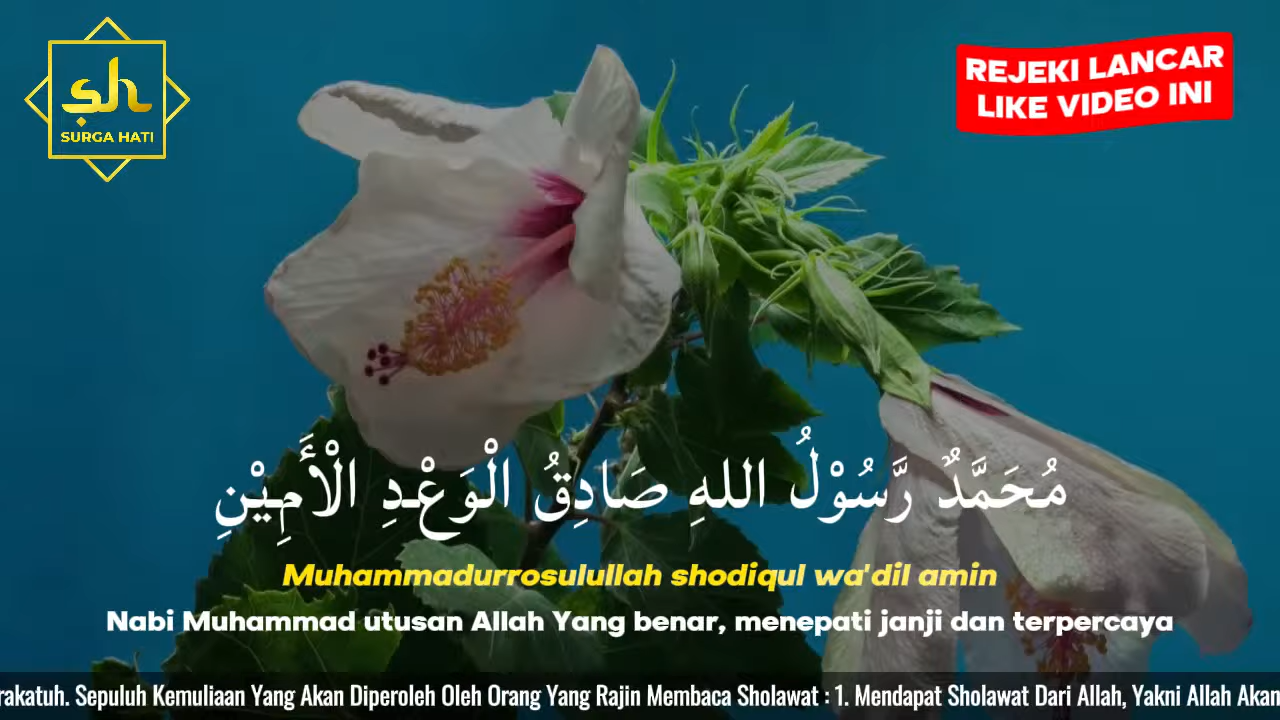 sh
SURGA HATI
REJEKI LANCAR
LIKE VIDEO INI
مُحَمَّدٌ رَّسُوْلُ اللهِ صَادِقُ الْوَعْدِ الْأَمِيْنِ
Muhammadurrosulullah shodiqul wa'dil amin
Nabi Muhammad utusan Allah Yang benar, menepati janji dan terpercaya
rakatuh. Sepuluh Kemuliaan Yang Akan Diperoleh Oleh Orang Yang Rajin Membaca Sholawat : 1. Mendapat Sholawat Dari Allah, Yakni Allah Akan